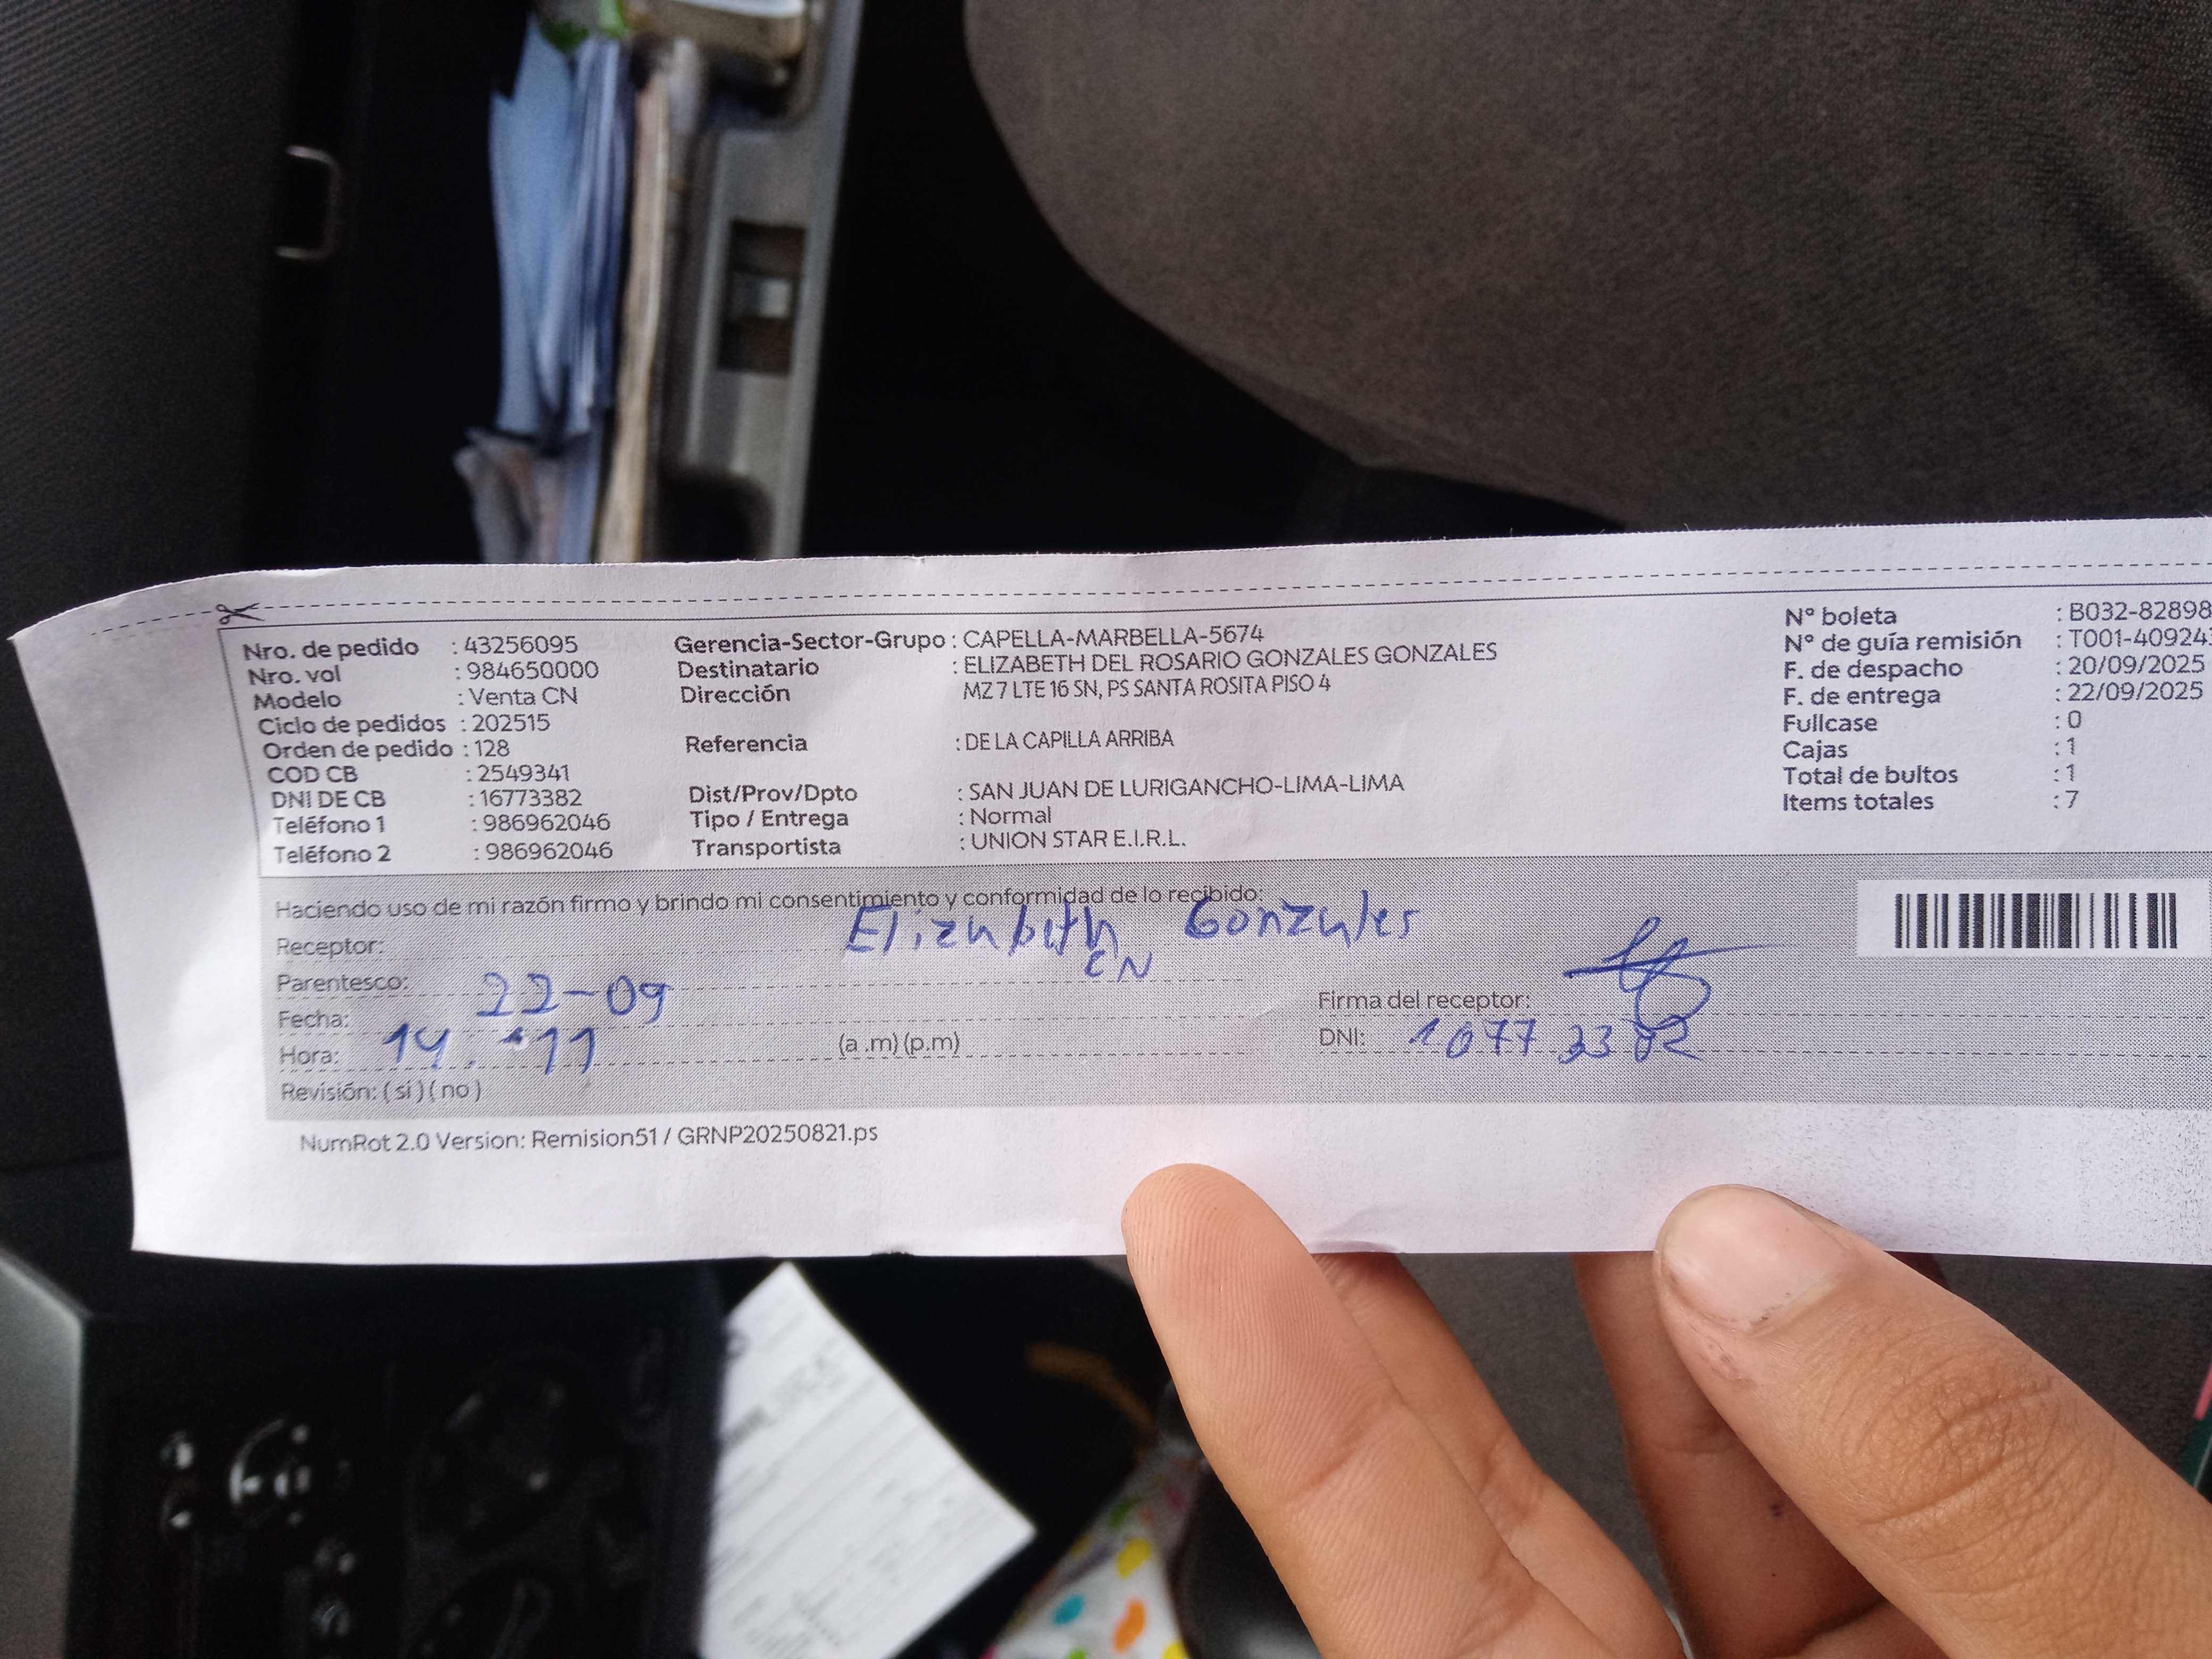 Nro. de pedido : 43256095
Nro. vol : 984650000
Modelo : Venta CN
Ciclo de pedidos : 202515
Orden de pedido : 128
COD CB : 2549341
DNI DE CB : 16773382
Teléfono 1 : 986962046
Teléfono 2 : 986962046
Gerencia-Sector-Grupo : CAPELLA-MARBELLA-5674
Destinatario : ELIZABETH DEL ROSARIO GONZALES GONZALES
Dirección MZ 7 LTE 16 SN, PS SANTA ROSITA PISO 4
Referencia : DE LA CAPILLA ARRIBA
Dist/Prov/Dpto : SAN JUAN DE LURIGANCHO-LIMA-LIMA
Tipo / Entrega : Normal
Transportista : UNION STAR E.I.R.L.
N° boleta : B032-82898
N° de guía remisión : T001-40924
F. de despacho : 20/09/2025
F. de entrega : 22/09/2025
Fullcase : 0
Cajas : 1
Total de bultos : 1
Items totales : 7
Haciendo uso de mi razón firmo y brindo mi consentimiento y conformidad de lo recibido:
Receptor: Elizabeth Gonzales
Parentesco: CN
Fecha: 22-09
Hora: 14:11 (a .m) (p.m)
Revisión: ( si ) ( no )
Firma del receptor:
DNI: 1677 3382
NumRot 2.0 Version: Remision51 / GRNP20250821.ps